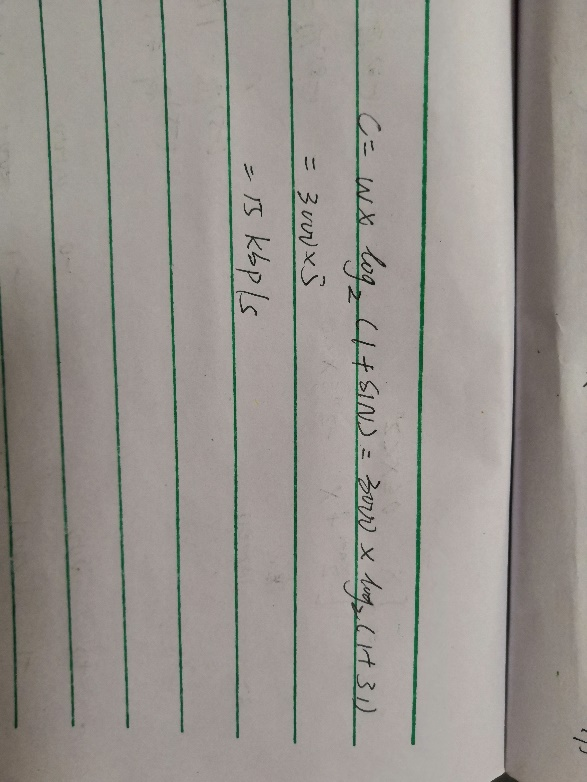 C = W × log₂ (1 + S/N) = 3000 × log₂ (1 + 31)
= 3000 × 5
= 15 kbp/s